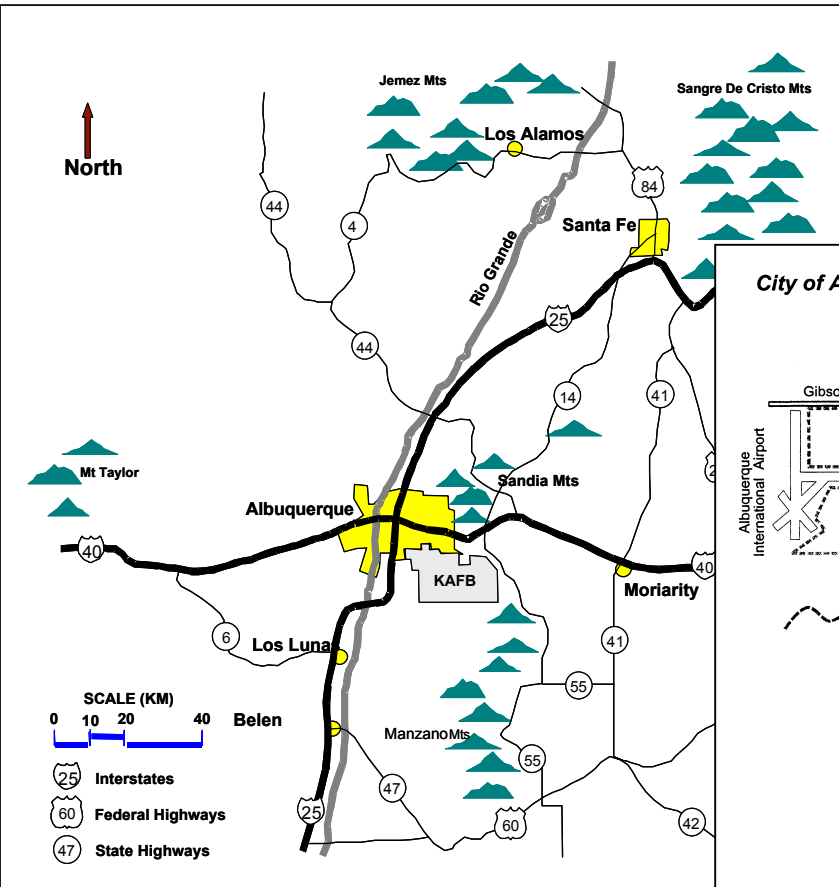 Jemez Mts
Sangre De Cristo Mts
North
Los Alamos
84
44
4
Santa Fe
Rio Grande
City of A
25
44
14
41
Gibso
Albuquerque
International Airport
Mt Taylor
Sandia Mts
2
Albuquerque
40
40
KAFB
Moriarity
6
Los Lunas
41
55
SCALE (KM)
0 10 20 40
Belen
Manzano Mts
55
25 Interstates
47
25
60 Federal Highways
60
42
47 State Highways